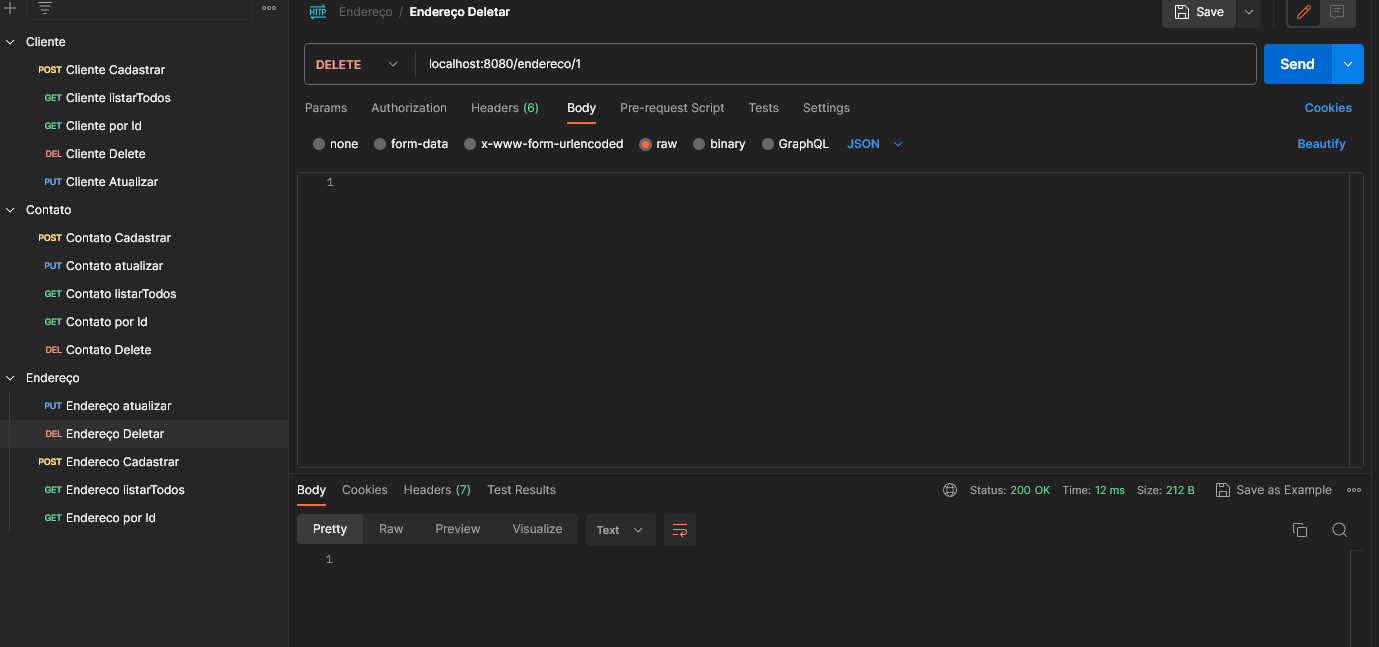 HTTP Endereço / Endereço Deletar Save
Cliente
POST Cliente Cadastrar
GET Cliente listarTodos
GET Cliente por Id
DEL Cliente Delete
PUT Cliente Atualizar
Contato
POST Contato Cadastrar
PUT Contato atualizar
GET Contato listarTodos
GET Contato por Id
DEL Contato Delete
Endereço
PUT Endereço atualizar
DEL Endereço Deletar
POST Endereco Cadastrar
GET Endereco listarTodos
GET Endereco por Id
DELETE localhost:8080/endereco/1 Send
Params Authorization Headers (6) Body Pre-request Script Tests Settings Cookies
none form-data x-www-form-urlencoded raw binary GraphQL JSON Beautify
1
Body Cookies Headers (7) Test Results Status: 200 OK Time: 12 ms Size: 212 B Save as Example
Pretty Raw Preview Visualize Text
1